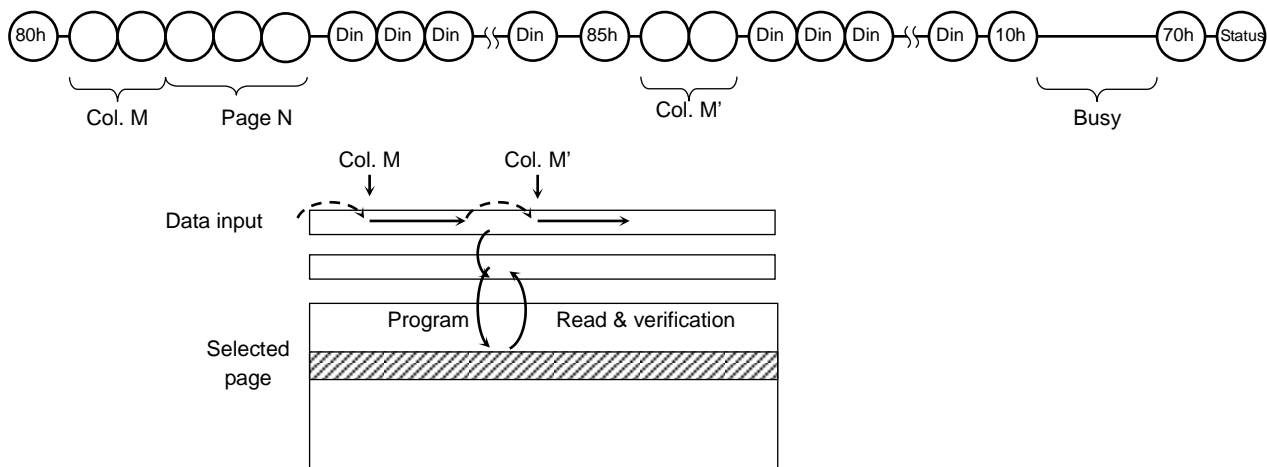 80h Din Din Din Din 85h Din Din Din Din 10h 70h Status
Col. M Page N Col. M’ Busy
Col. M Col. M’
Data input
Program Read & verification
Selected
page